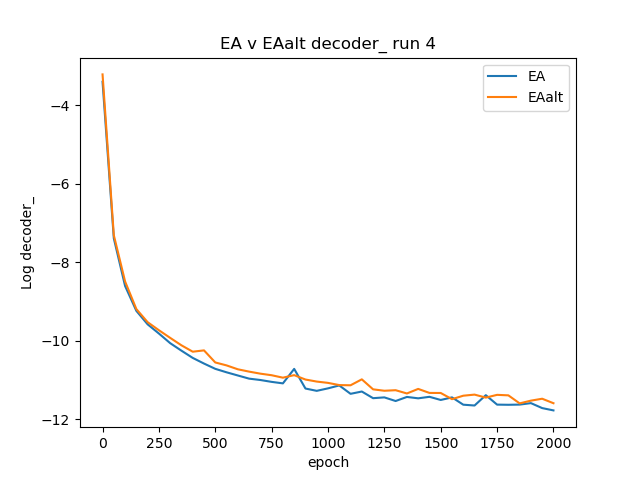 EA v EAalt decoder_ run 4
EA
EAalt
−4
−6
−8
−10
−12
Log decoder_
0 250 500 750 1000 1250 1500 1750 2000
epoch